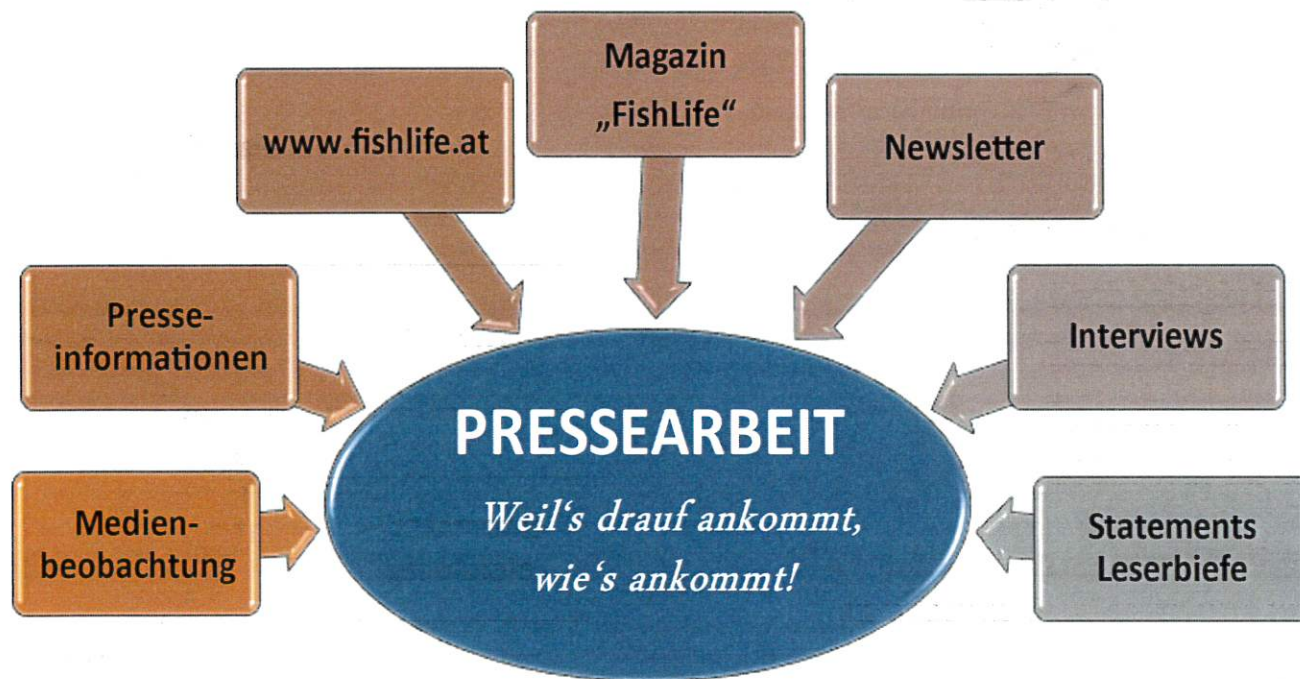 Magazin
„FishLife“
www.fishlife.at
Newsletter
Presse-
informationen
Interviews
PRESSEARBEIT
Weil‘s drauf ankommt,
wie‘s ankommt!
Medien-
beobachtung
Statements
Leserbiefe